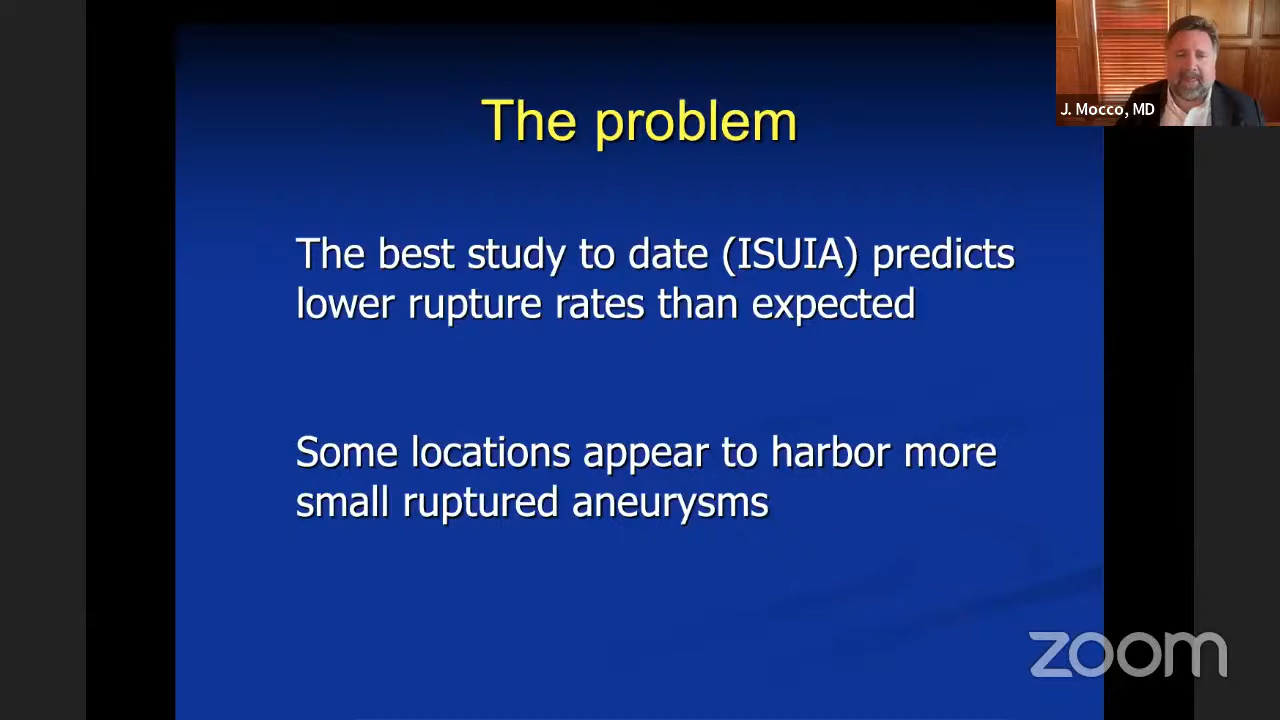 The problem
J. Mocco, MD
The best study to date (ISUIA) predicts
lower rupture rates than expected
Some locations appear to harbor more
small ruptured aneurysms
zoom